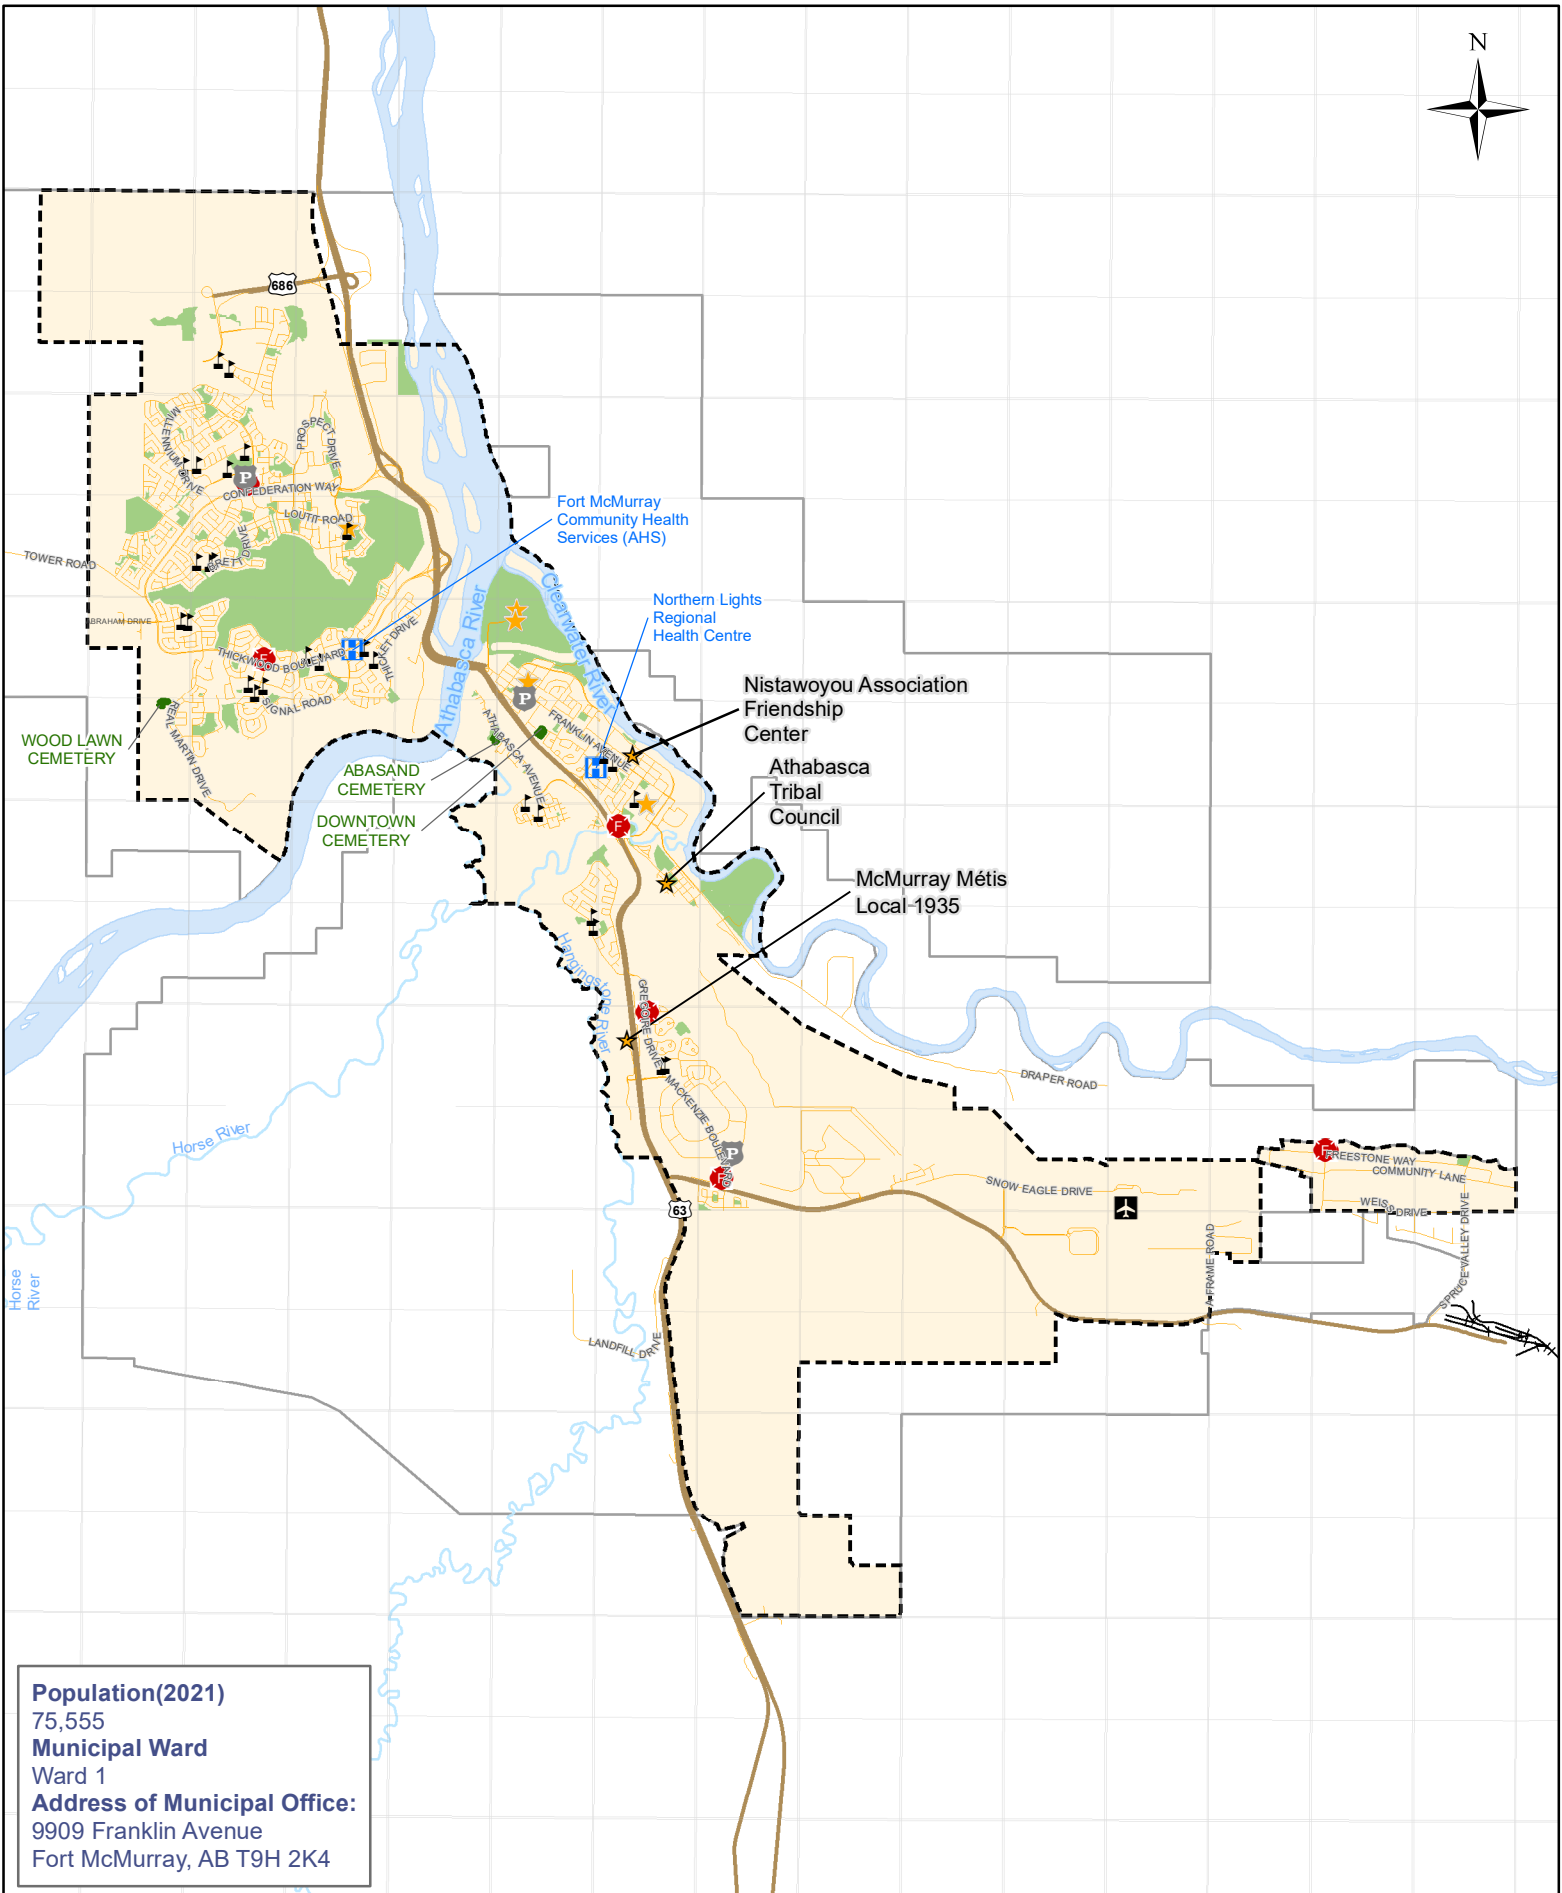 N
686
MILLENNIUM DRIVE
PROSPECT DRIVE
CONFEDERATION WAY
P
LOUTIT ROAD
BRETT DRIVE
TOWER ROAD
Fort McMurray
Community Health
Services (AHS)
Athabasca River
Clearwater River
Northern Lights
Regional
Health Centre
ABRAHAM DRIVE
THICKWOOD BOULEVARD
F
H
THICKET DRIVE
SIGNAL ROAD
REAL MARTIN DRIVE
WOOD LAWN
CEMETERY
ABASAND
CEMETERY
DOWNTOWN
CEMETERY
ATHABASCA AVENUE
FRANKLIN AVENUE
P
H
F
Nistawoyou Association
Friendship
Center
Athabasca
Tribal
Council
McMurray Métis
Local 1935
Hangingstone River
GREGOIRE DRIVE
MACKENZIE BOULEVARD
P
F
DRAPER ROAD
SNOW EAGLE DRIVE
F
FREESTONE WAY
COMMUNITY LANE
WEISS DRIVE
SPRUCE VALLEY DRIVE
A-FRAME ROAD
63
Horse River
Horse
River
LANDFILL DRIVE
Population(2021)
75,555
Municipal Ward
Ward 1
Address of Municipal Office:
9909 Franklin Avenue
Fort McMurray, AB T9H 2K4